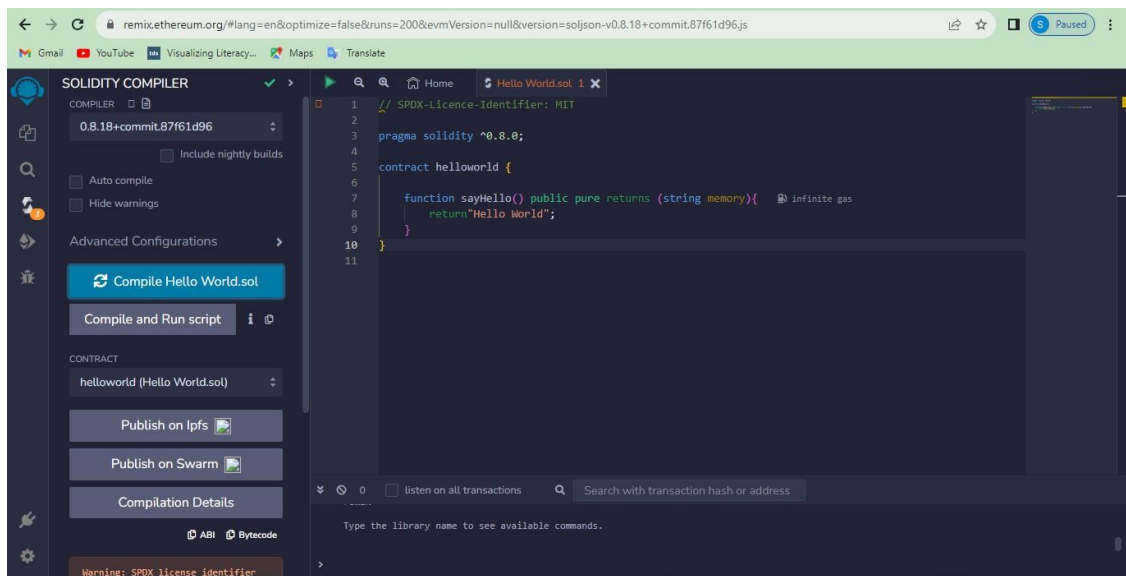 remix.ethereum.org/#lang=en&optimize=false&runs=200&evmVersion=null&version=soljson-v0.8.18+commit.87f61d96.js
S Paused
Gmail YouTube tds Visualizing Literacy... Maps Translate
SOLIDITY COMPILER
COMPILER
0.8.18+commit.87f61d96
Include nightly builds
Auto compile
Hide warnings
1
Advanced Configurations
Compile Hello World.sol
Compile and Run script
CONTRACT
helloworld (Hello World.sol)
Publish on Ipfs
Publish on Swarm
Compilation Details
ABI Bytecode
Warning: SPDX license identifier
Home Hello World.sol 1
1 // SPDX-Licence-Identifier: MIT
2
3 pragma solidity ^0.8.0;
4
5 contract helloworld {
6
7 function sayHello() public pure returns (string memory){ infinite gas
8 return"Hello World";
9 }
10 }
11
0 listen on all transactions Search with transaction hash or address
Type the library name to see available commands.
>